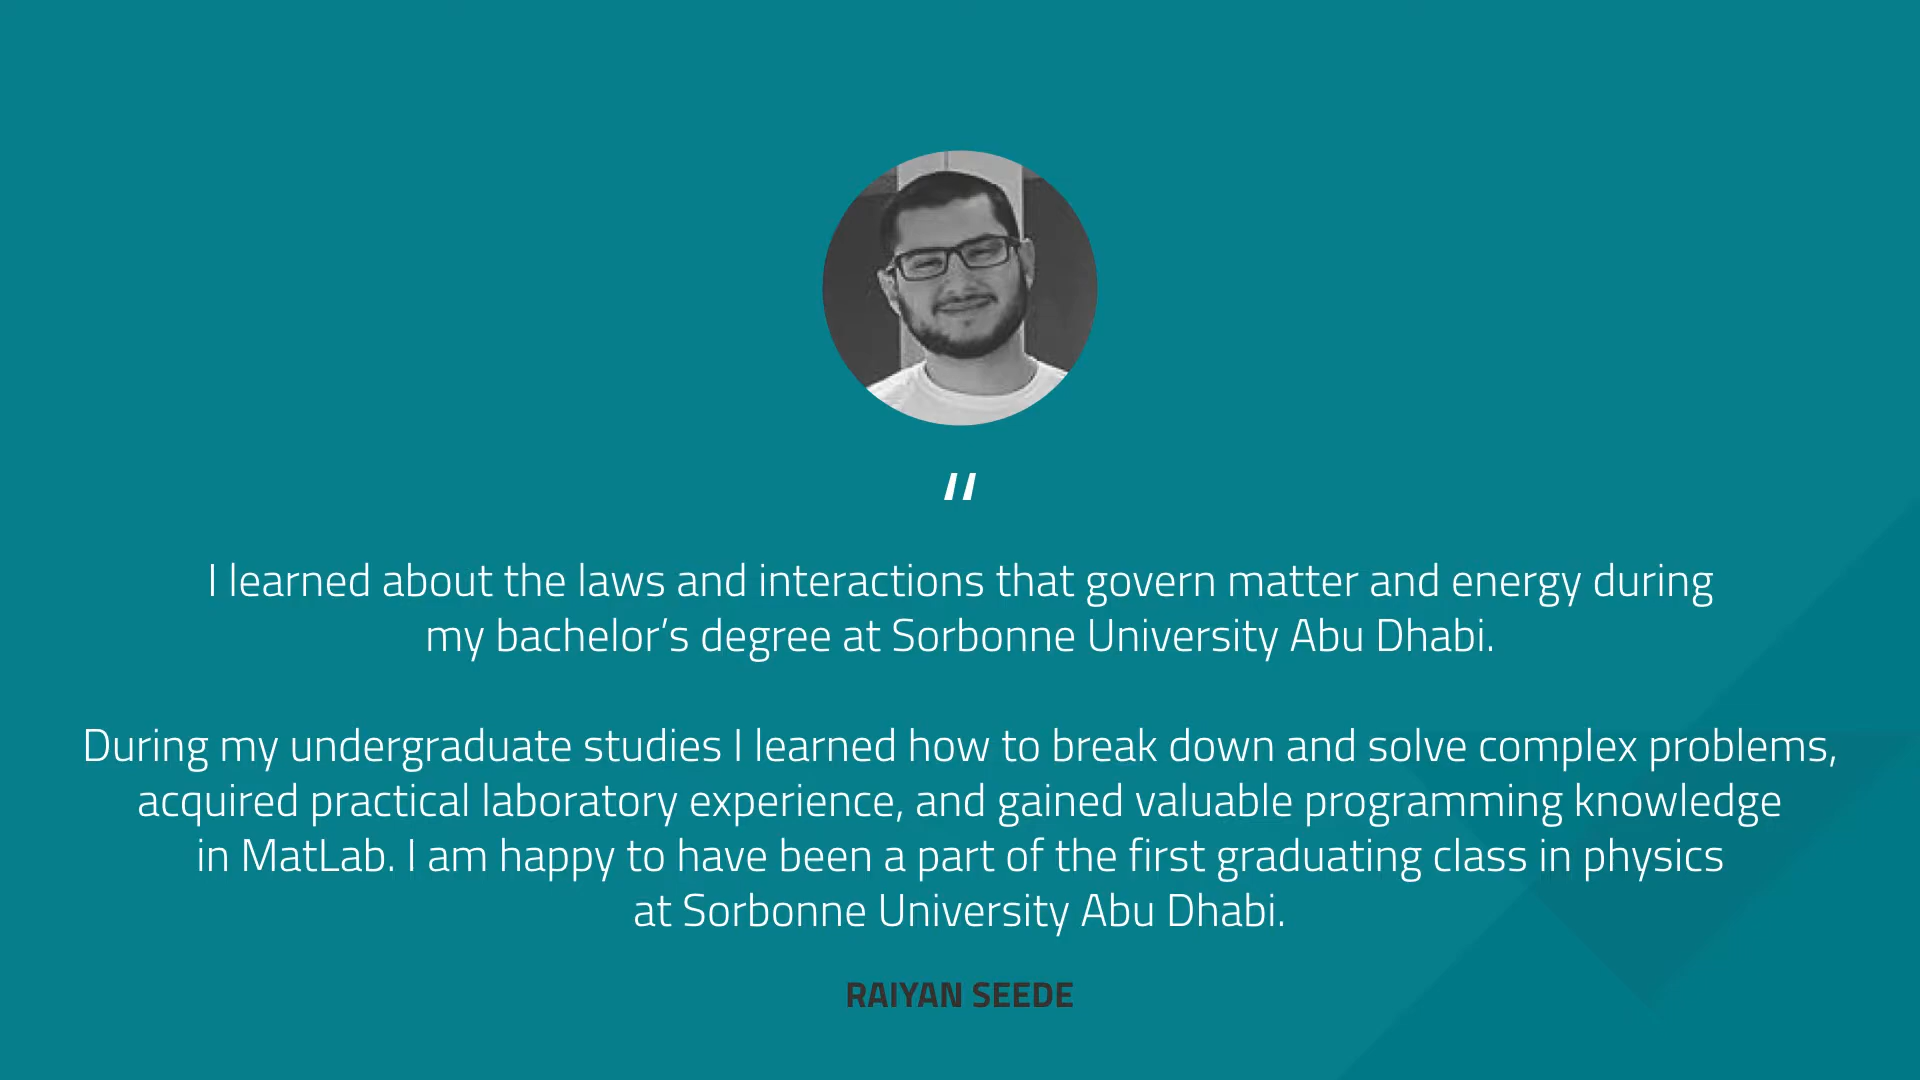 "
I learned about the laws and interactions that govern matter and energy during
my bachelor’s degree at Sorbonne University Abu Dhabi.
During my undergraduate studies I learned how to break down and solve complex problems,
acquired practical laboratory experience, and gained valuable programming knowledge
in MatLab. I am happy to have been a part of the first graduating class in physics
at Sorbonne University Abu Dhabi.
RAIYAN SEEDE